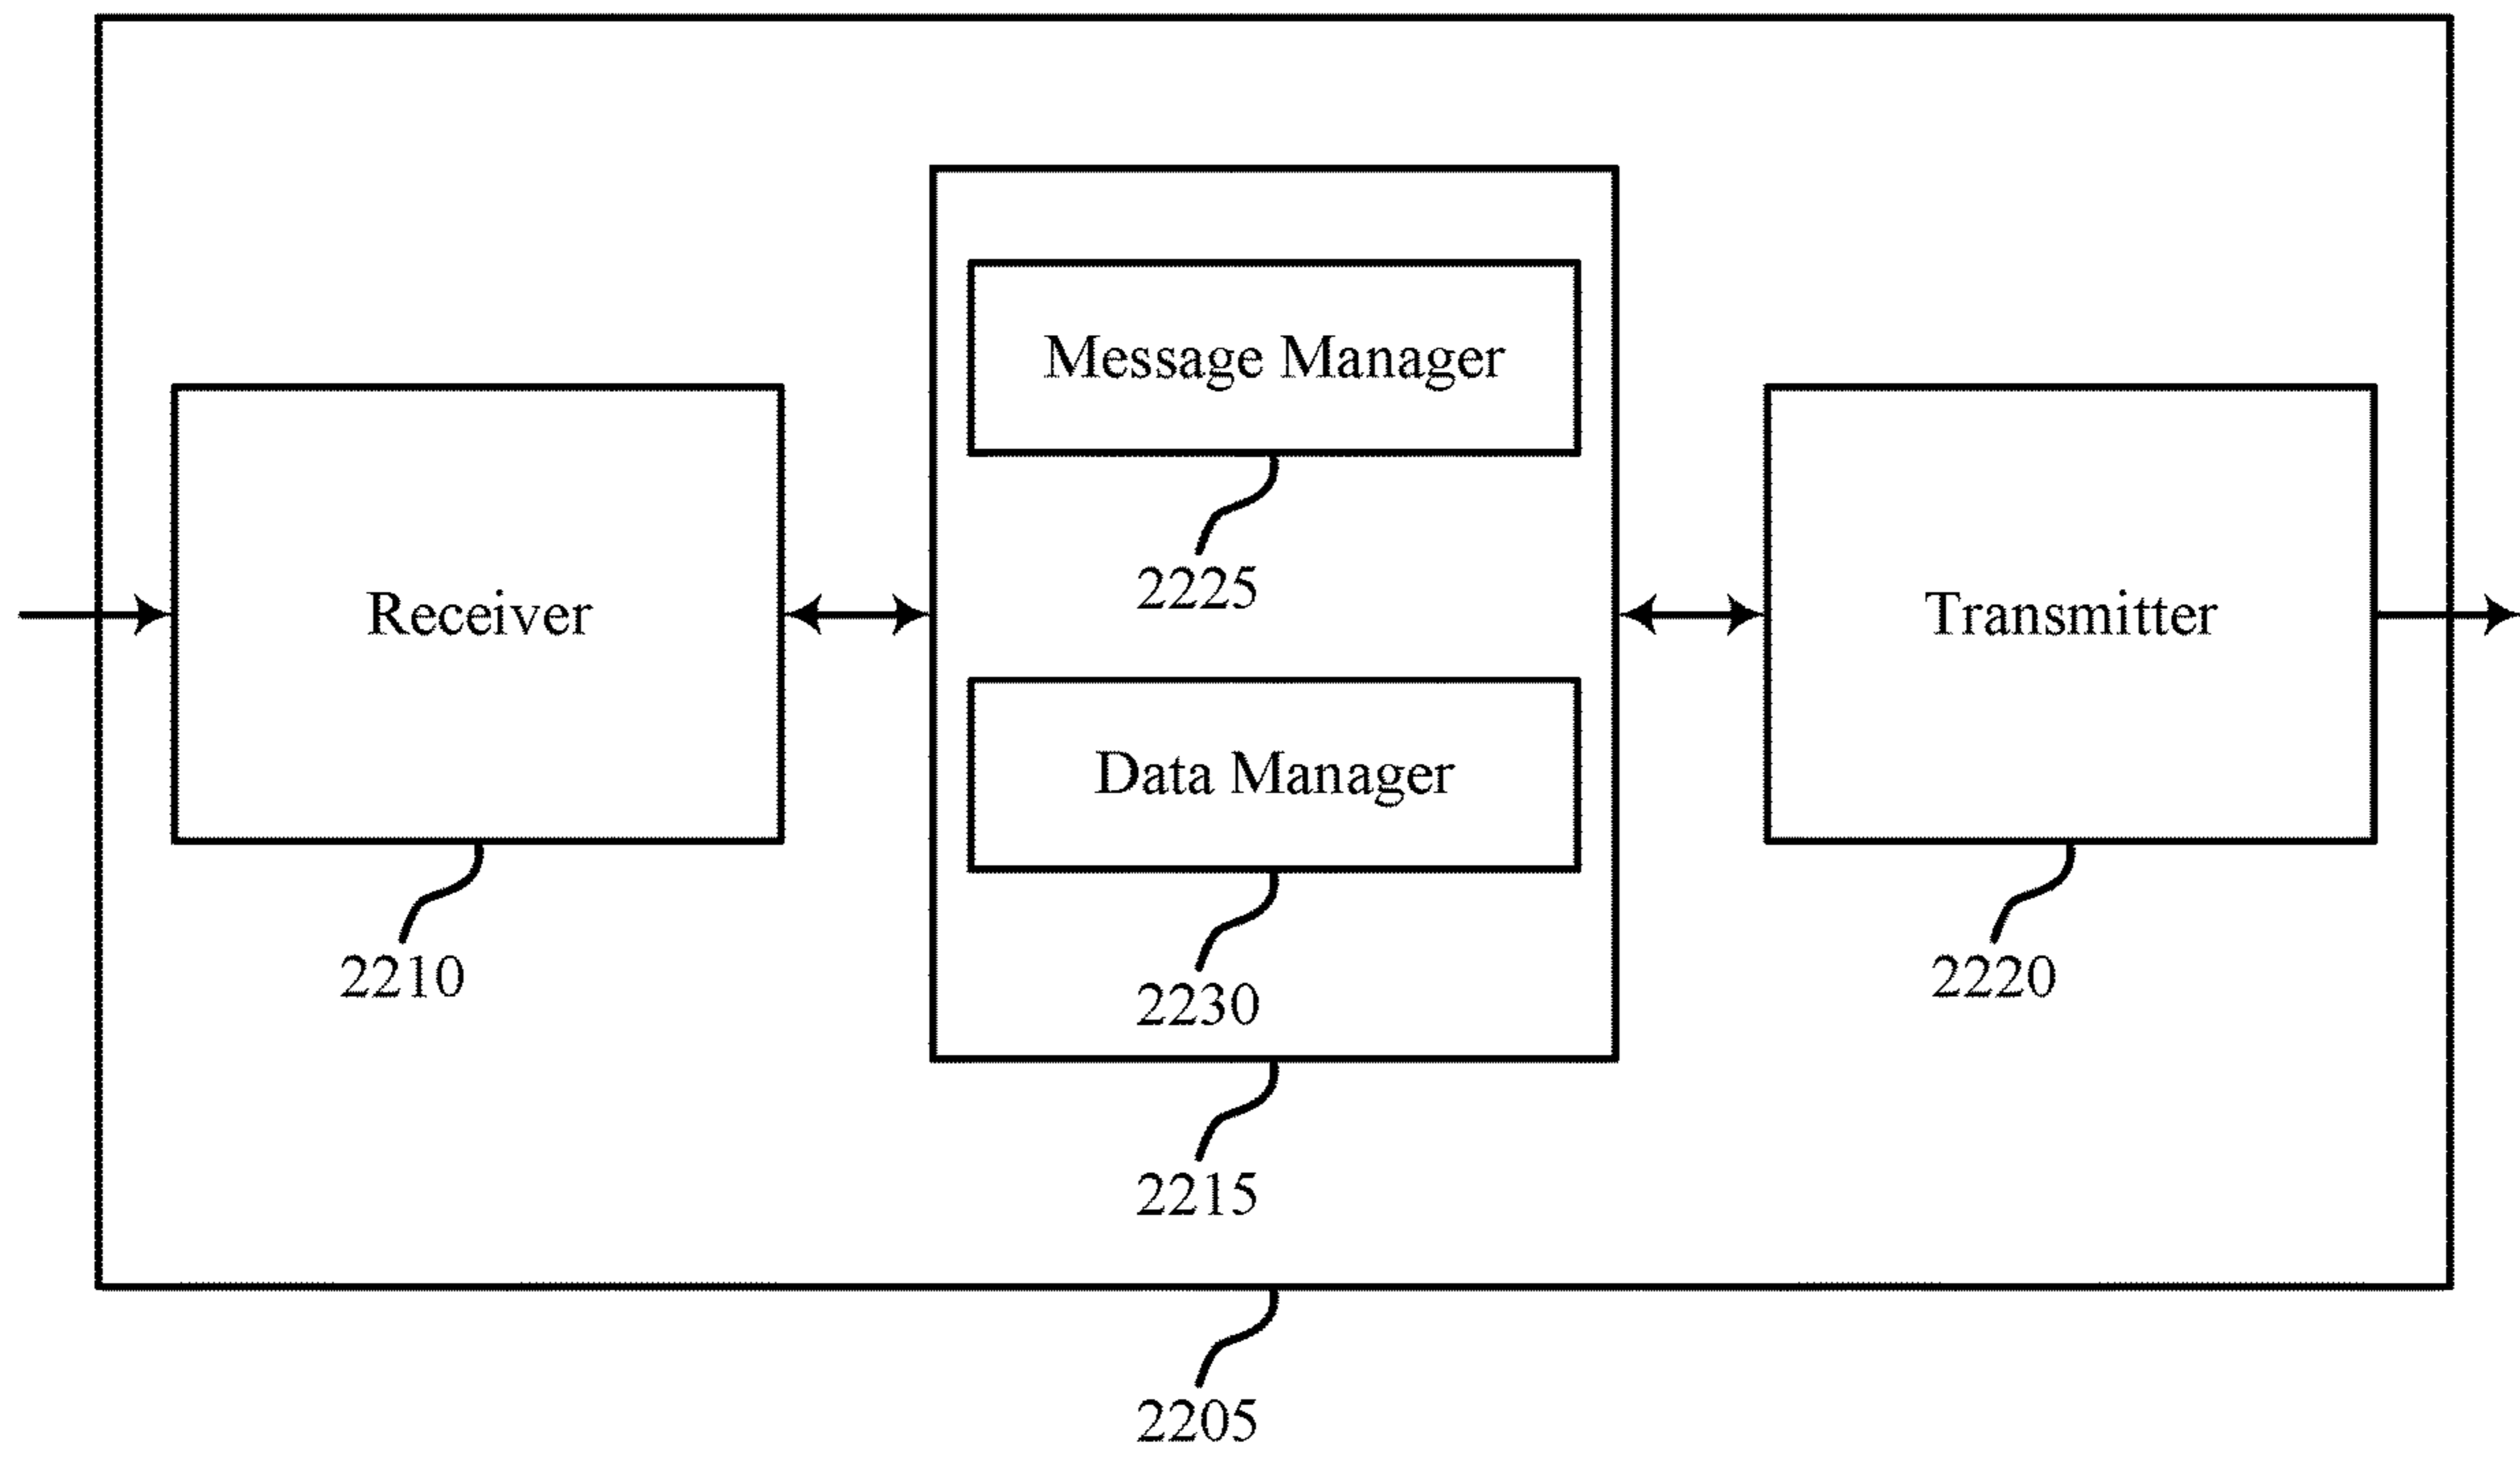 Message Manager
2225
Receiver
Transmitter
Data Manager
2210
2230
2220
2215
2205